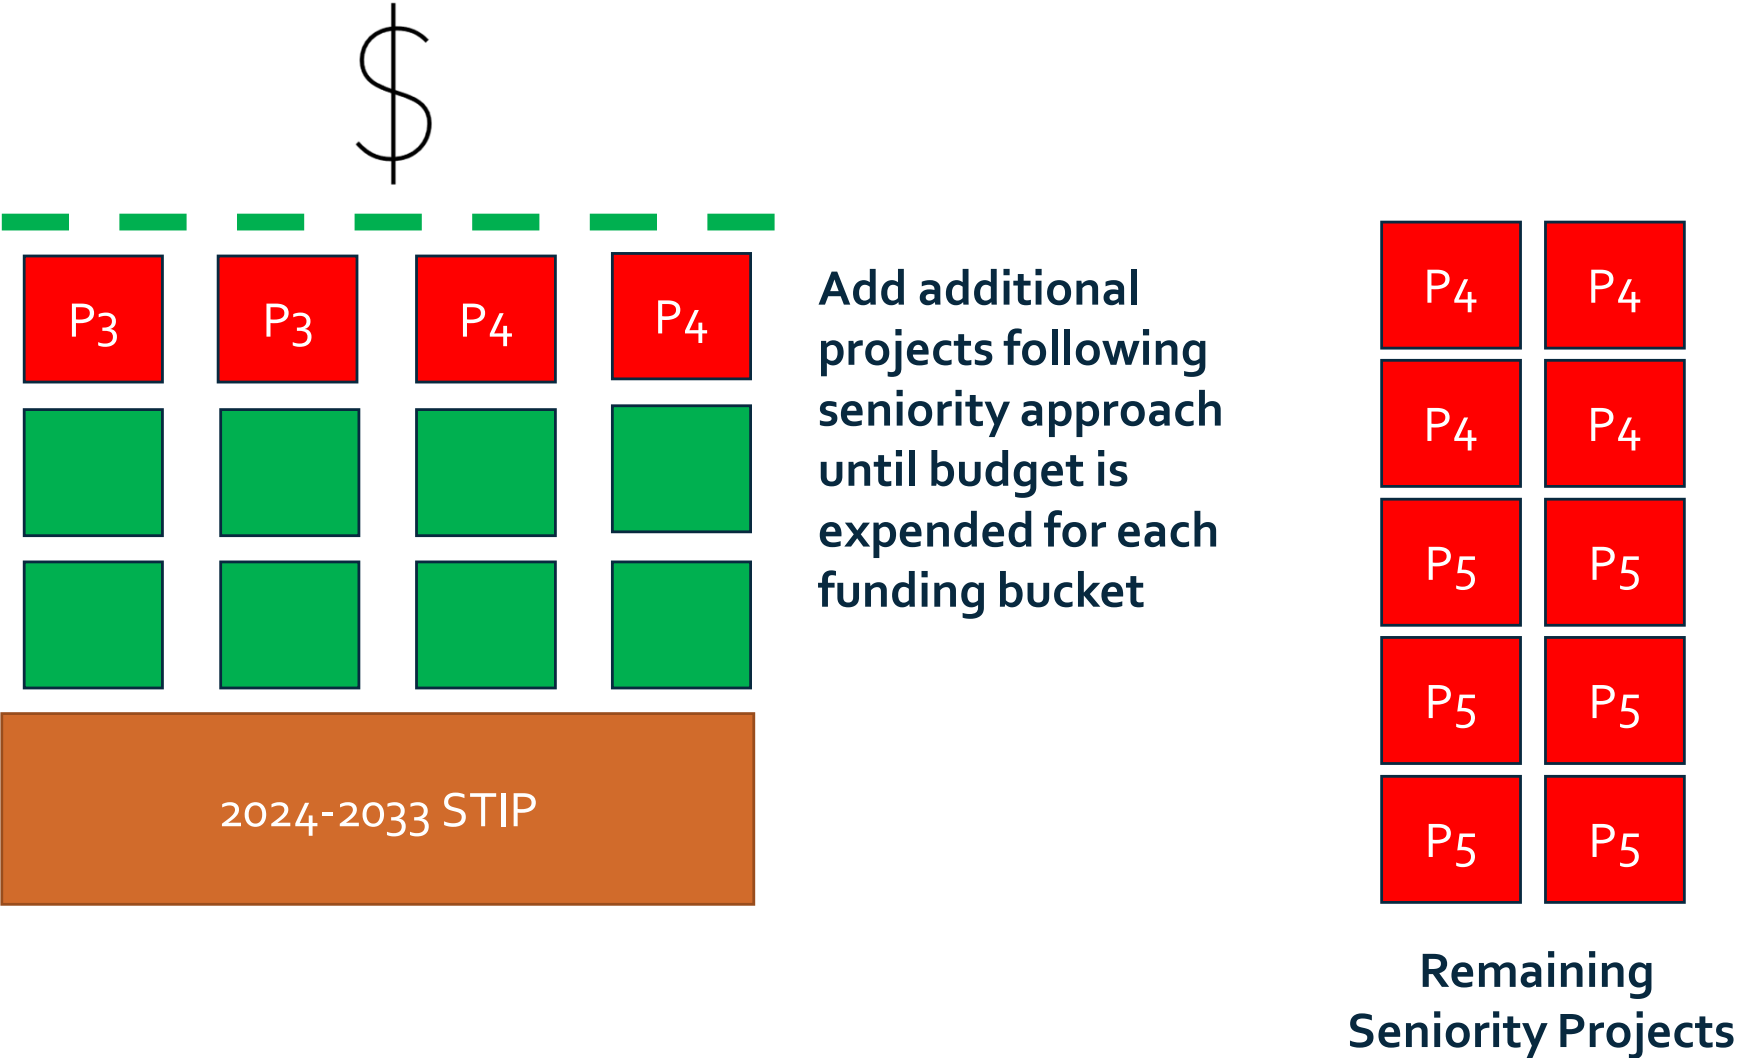 $
P3 P3 P4 P4
Add additional
projects following
seniority approach
until budget is
expended for each
funding bucket
2024-2033 STIP
P4 P4
P4 P4
P5 P5
P5 P5
P5 P5
Remaining
Seniority Projects